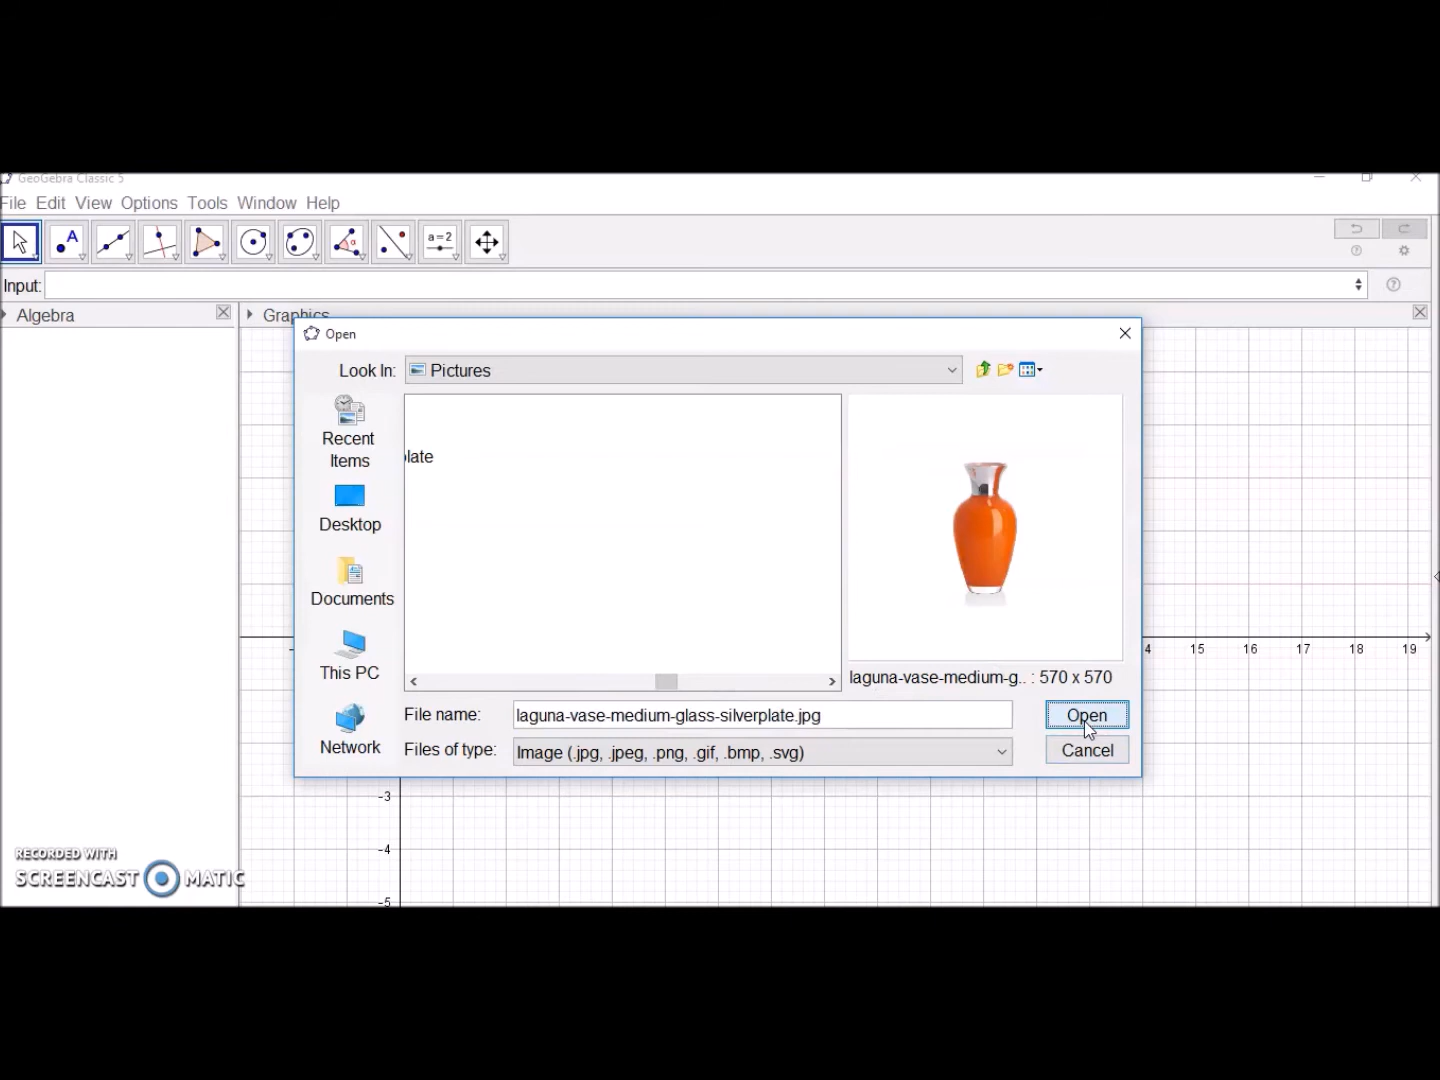 GeoGebra Classic 5
File Edit View Options Tools Window Help
A
α
a=2
Input:
Algebra
Graphics
Open
Look In: Pictures
Recent
Items
Desktop
Documents
This PC
Network
late
laguna-vase-medium-g.. : 570 x 570
File name: laguna-vase-medium-glass-silverplate.jpg
Open
Files of type: Image (.jpg, .jpeg, .png, .gif, .bmp, .svg)
Cancel
4 15 16 17 18 19
-3
-4
-5
RECORDED WITH
SCREENCAST MATIC